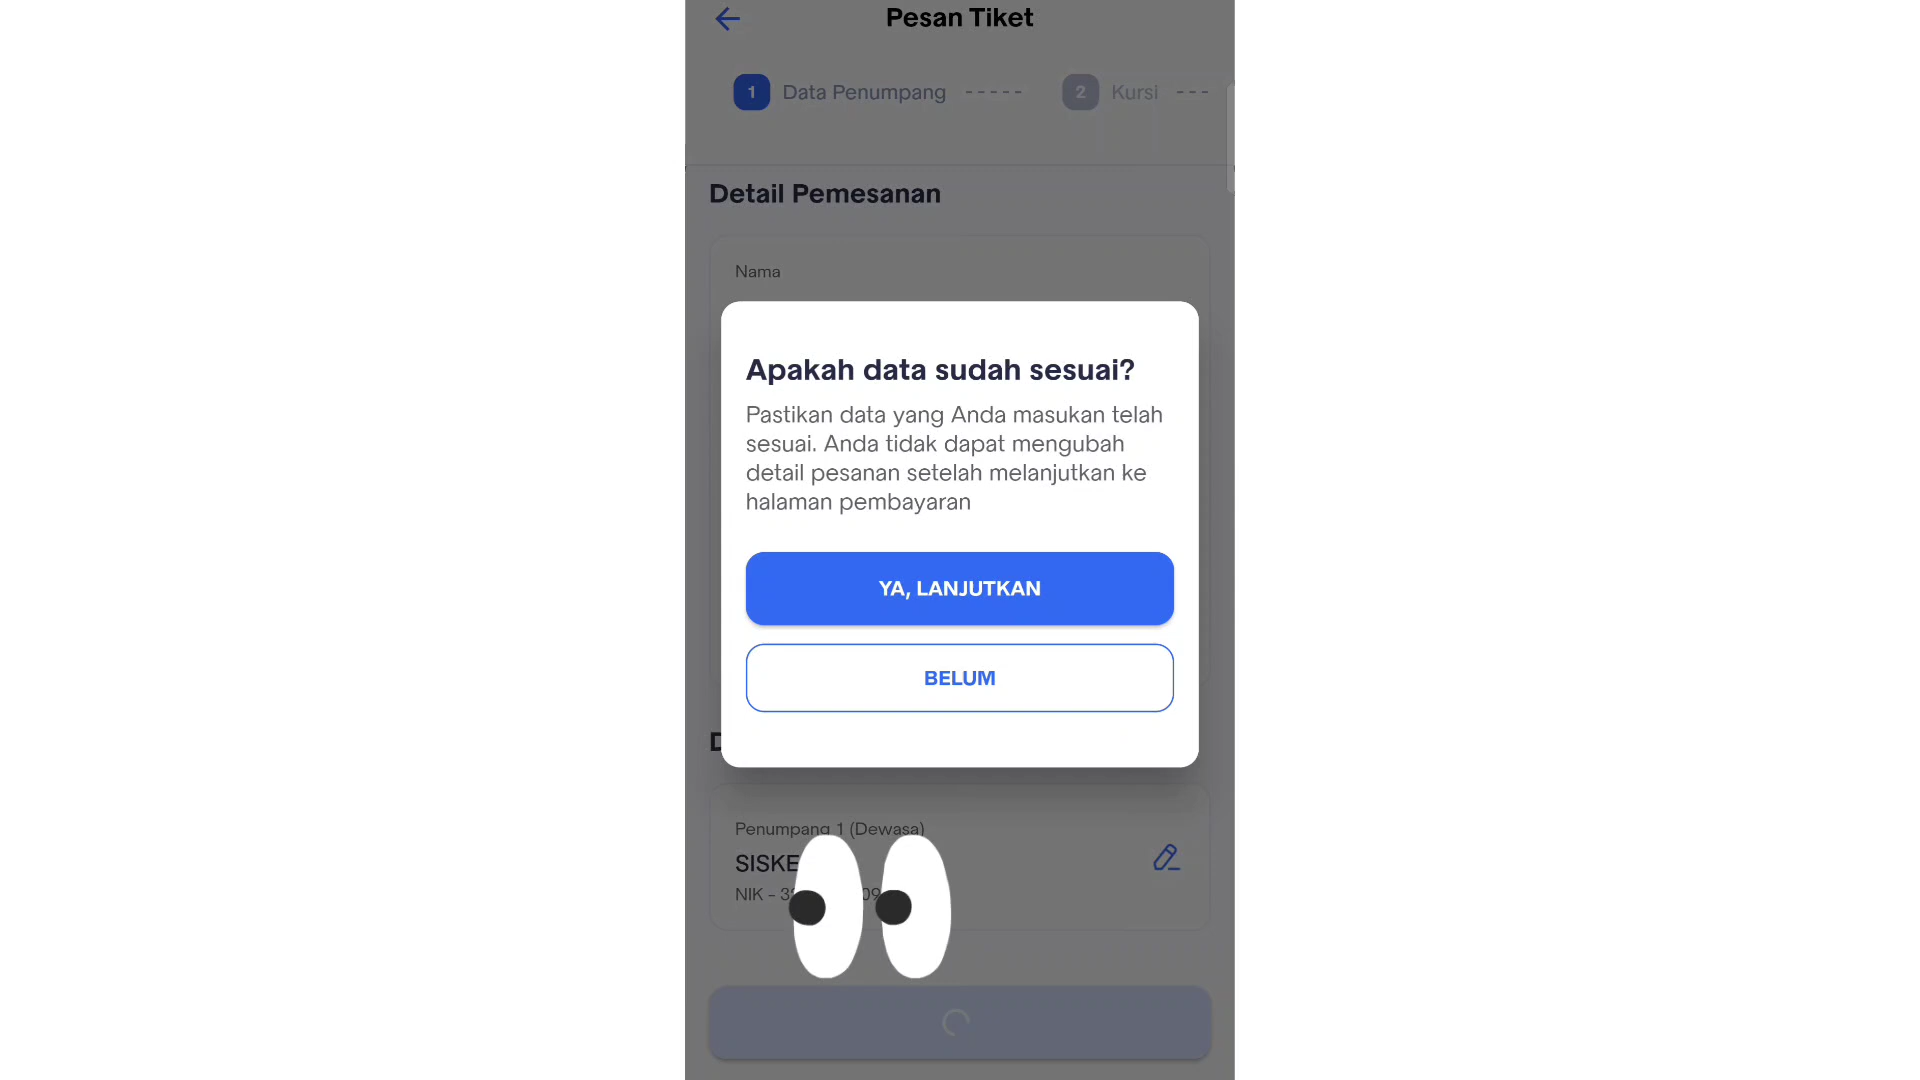 Pesan Tiket
1 Data Penumpang ----- 2 Kursi ---
Detail Pemesanan
Nama
Apakah data sudah sesuai?
Pastikan data yang Anda masukan telah
sesuai. Anda tidak dapat mengubah
detail pesanan setelah melanjutkan ke
halaman pembayaran
YA, LANJUTKAN
BELUM
Penumpang 1 (Dewasa)
SISKE
NIK - 3